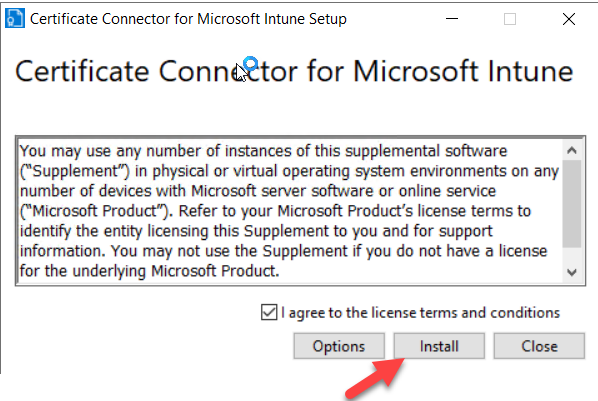 Certificate Connector for Microsoft Intune Setup
Certificate Connector for Microsoft Intune
You may use any number of instances of this supplemental software
(“Supplement”) in physical or virtual operating system environments on any
number of devices with Microsoft server software or online service
(“Microsoft Product”). Refer to your Microsoft Product’s license terms to
identify the entity licensing this Supplement to you and for support
information. You may not use the Supplement if you do not have a license
for the underlying Microsoft Product.
I agree to the license terms and conditions
Options Install Close